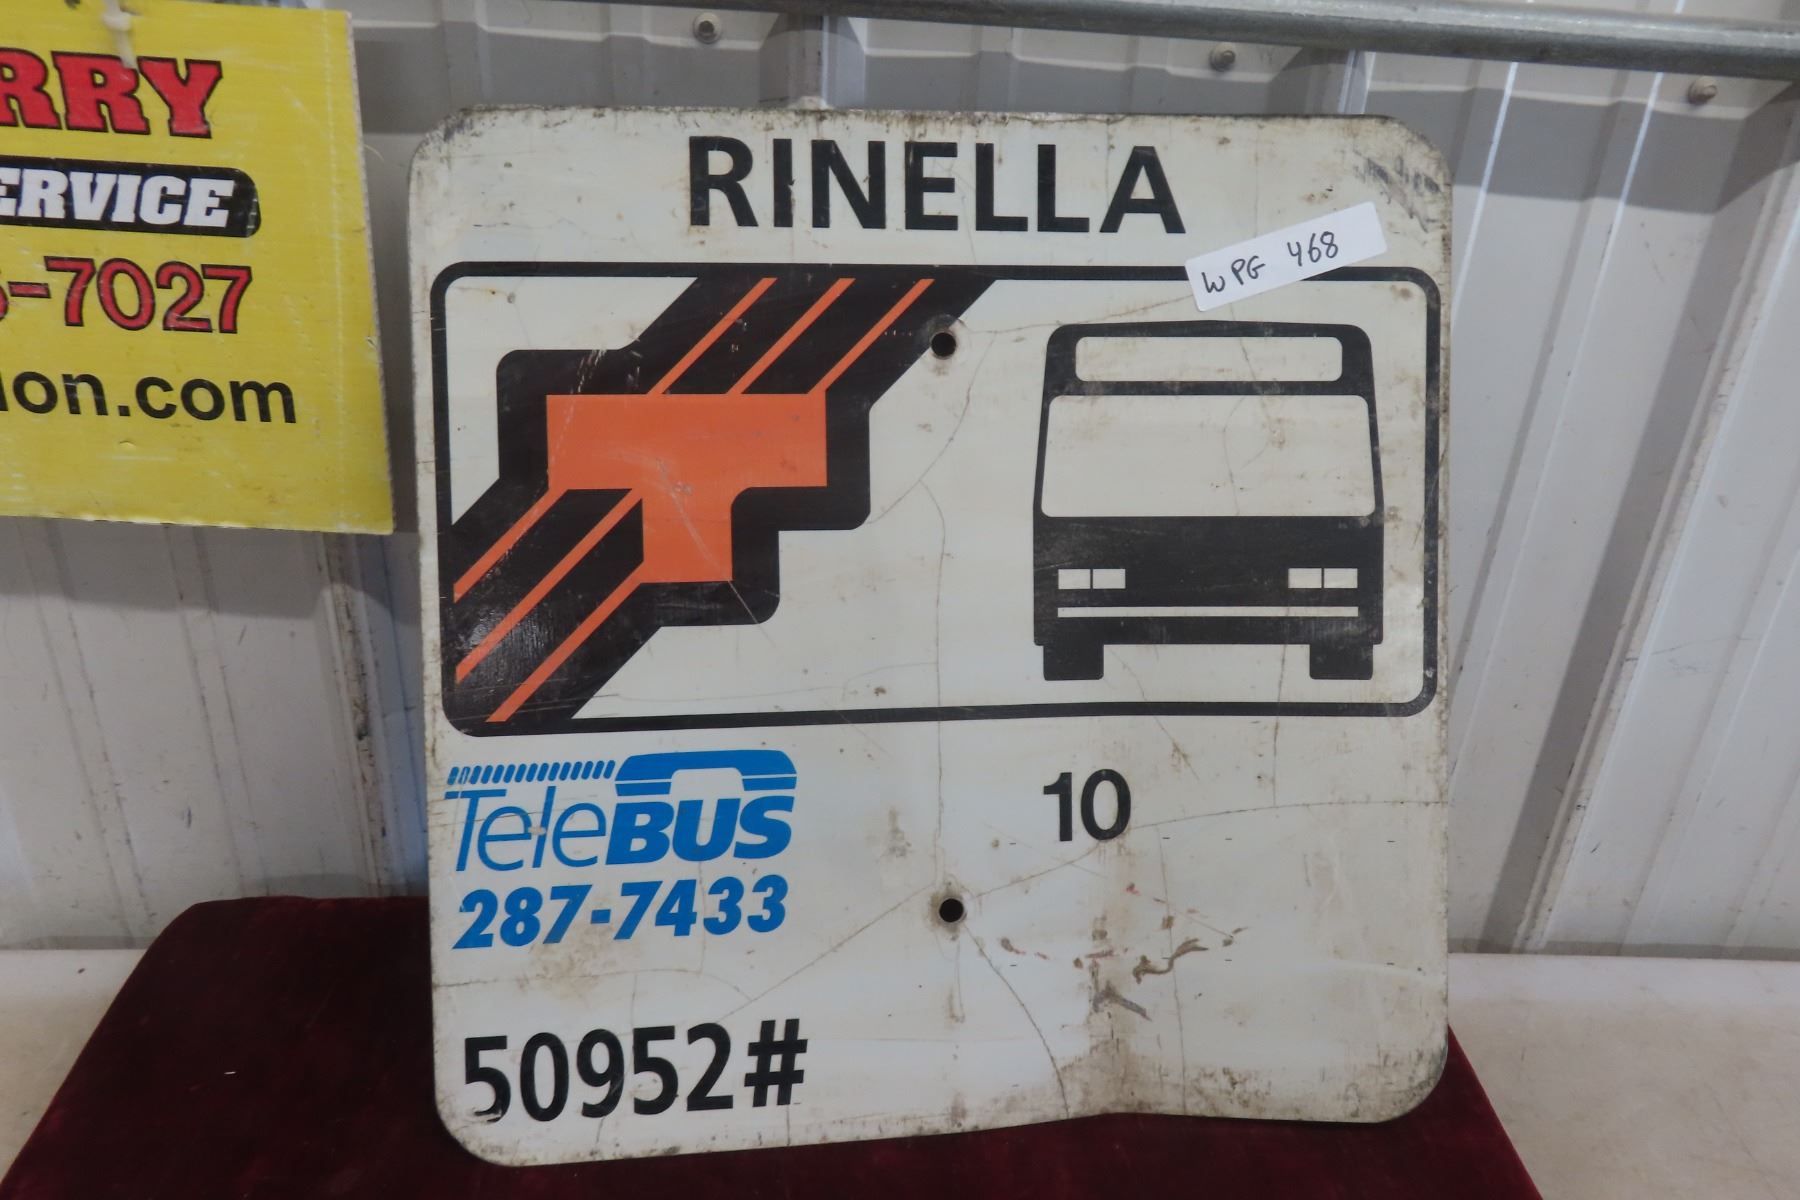 RINELLA
WPG 468
TeleBUS
287-7433
10
50952#
RRY
ERVICE
-7027
ion.com